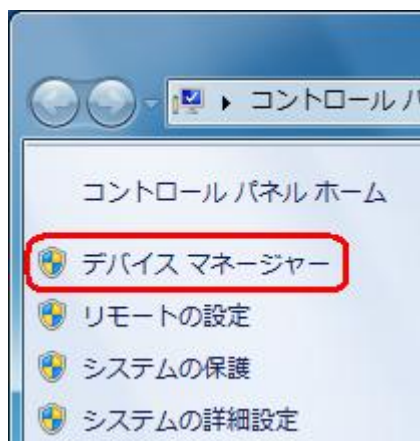 コントロール パ
コントロール パネル ホーム
デバイス マネージャー
リモートの設定
システムの保護
システムの詳細設定